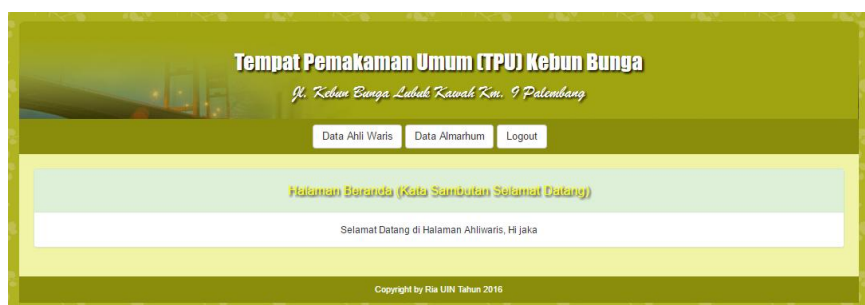 Tempat Pemakaman Umum (TPU) Kebun Bunga
Jl. Kebun Bunga Lubuk Kawah Km. 9 Palembang
Data Ahli Waris Data Almarhum Logout
Halaman Beranda (Kata Sambutan Selamat Datang)
Selamat Datang di Halaman Ahliwaris, Hi jaka
Copyright by Ria UIN Tahun 2016